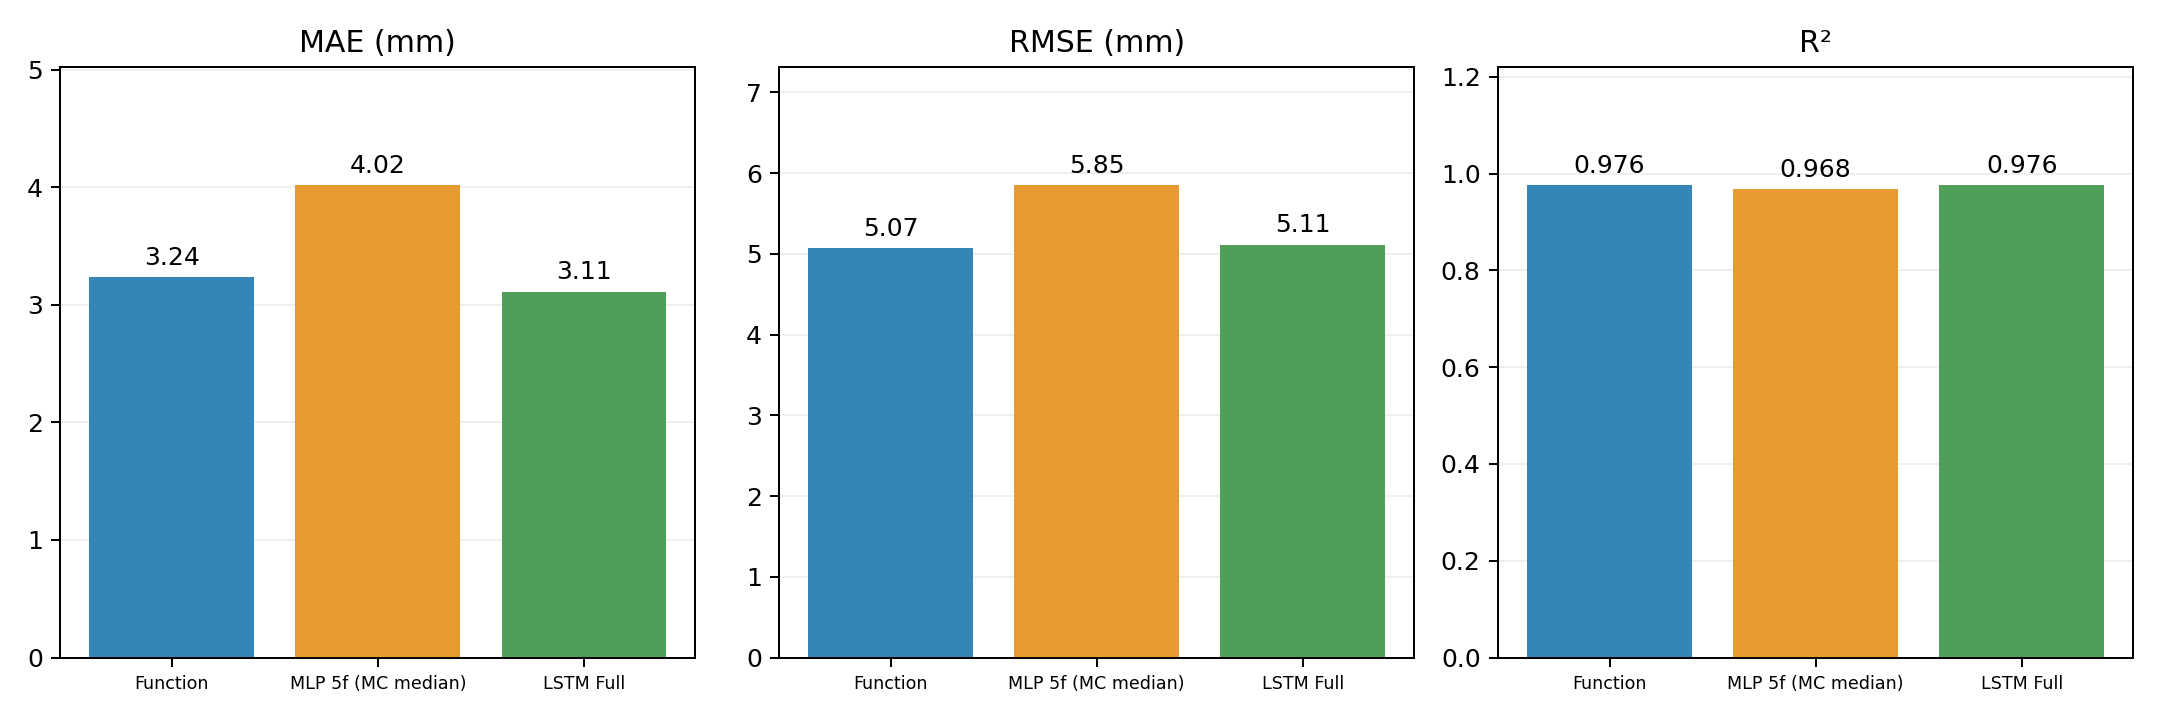 MAE (mm)
5
4
3
2
1
0
4.02
3.24
3.11
Function
MLP 5f (MC median)
LSTM Full
RMSE (mm)
7
6
5
4
3
2
1
0
5.85
5.07
5.11
Function
MLP 5f (MC median)
LSTM Full
R²
1.2
1.0
0.8
0.6
0.4
0.2
0.0
0.976
0.968
0.976
Function
MLP 5f (MC median)
LSTM Full